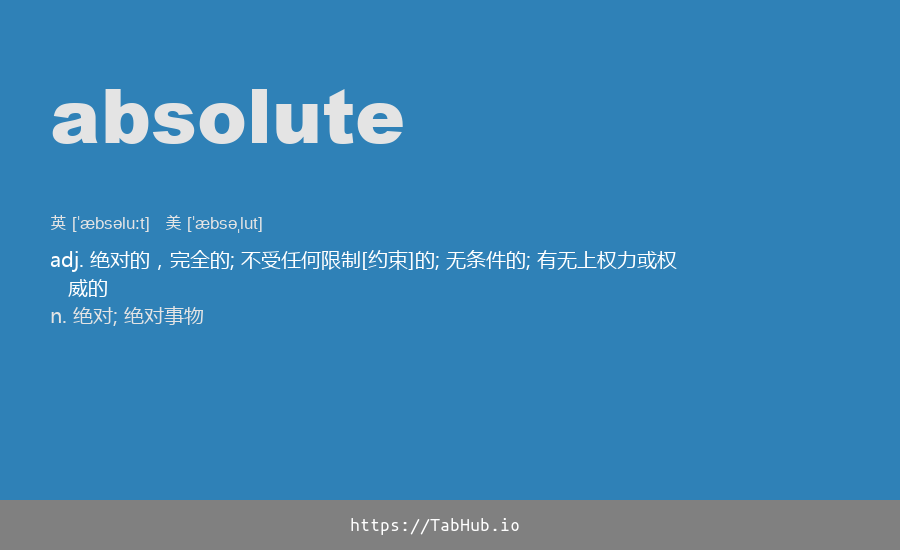 absolute
英 [ˈæbsəluːt] 美 [ˈæbsəˌlut]
adj. 绝对的，完全的; 不受任何限制[约束]的; 无条件的; 有无上权力或权
威的
n. 绝对; 绝对事物
https://TabHub.io